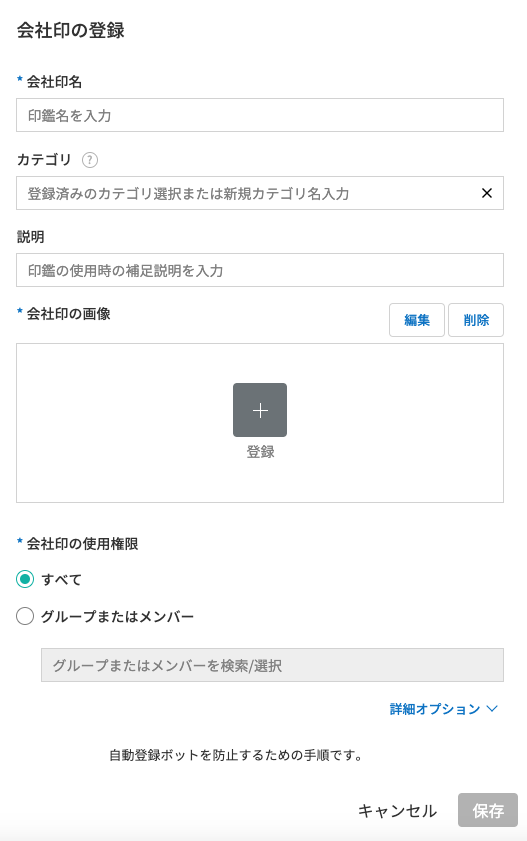 会社印の登録
* 会社印名
印鑑名を入力
カテゴリ ?
登録済みのカテゴリ選択または新規カテゴリ名入力
説明
印鑑の使用時の補足説明を入力
* 会社印の画像 編集 削除
登録
* 会社印の使用権限
すべて
グループまたはメンバー
グループまたはメンバーを検索/選択
詳細オプション
自動登録ボットを防止するための手順です。
キャンセル 保存